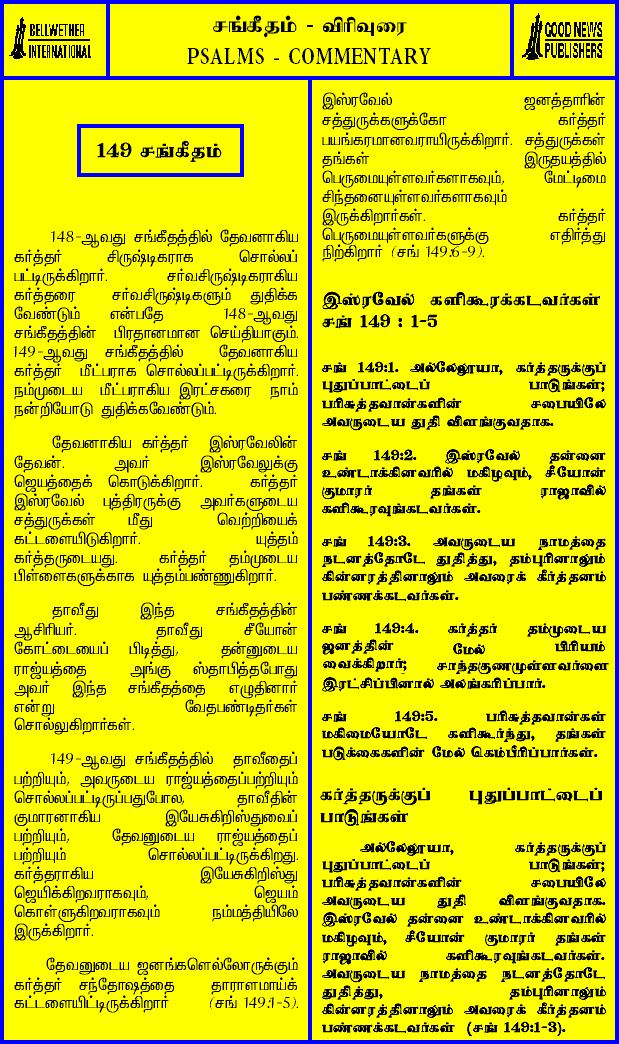 BELLWETHER
INTERNATIONAL
சங்கீதம் - விரிவுரை
PSALMS - COMMENTARY
GOOD NEWS
PUBLISHERS
149 சங்கீதம்
148-ஆவது சங்கீதத்தில் தேவனாகிய
கர்த்தர் சிருஷ்டிகராக சொல்லப்
பட்டிருக்கிறார். சர்வசிருஷ்டிகராகிய
கர்த்தரை சர்வசிருஷ்டிகளும் துதிக்க
வேண்டும் என்பதே 148-ஆவது
சங்கீதத்தின் பிரதானமான செய்தியாகும்.
149-ஆவது சங்கீதத்தில் தேவனாகிய
கர்த்தர் மீட்பராக சொல்லப்பட்டிருக்கிறார்.
நம்முடைய மீட்பராகிய இரட்சகரை நாம்
நன்றியோடு துதிக்கவேண்டும்.
தேவனாகிய கர்த்தர் இஸ்ரவேலின்
தேவன். அவர் இஸ்ரவேலுக்கு
ஜெயத்தைக் கொடுக்கிறார். கர்த்தர்
இஸ்ரவேல் புத்திரருக்கு அவர்களுடைய
சத்துருக்கள் மீது வெற்றியைக்
கட்டளையிடுகிறார். யுத்தம்
கர்த்தருடையது. கர்த்தர் தம்முடைய
பிள்ளைகளுக்காக யுத்தம்பண்ணுகிறார்.
தாவீது இந்த சங்கீதத்தின்
ஆசிரியர். தாவீது சீயோன்
கோட்டையைப் பிடித்து, தன்னுடைய
ராஜ்யத்தை அங்கு ஸ்தாபித்தபோது
அவர் இந்த சங்கீதத்தை எழுதினார்
என்று வேதபண்டிதர்கள்
சொல்லுகிறார்கள்.
149-ஆவது சங்கீதத்தில் தாவீதைப்
பற்றியும், அவருடைய ராஜ்யத்தைப்பற்றியும்
சொல்லப்பட்டிருப்பதுபோல, தாவீதின்
குமாரனாகிய இயேசுகிறிஸ்துவைப்
பற்றியும், தேவனுடைய ராஜ்யத்தைப்
பற்றியும் சொல்லப்பட்டிருக்கிறது.
கர்த்தராகிய இயேசுகிறிஸ்து
ஜெயிக்கிறவராகவும், ஜெயம்
கொள்ளுகிறவராகவும் நம்மத்தியிலே
இருக்கிறார்.
தேவனுடைய ஜனங்களெல்லோருக்கும்
கர்த்தர் சந்தோஷத்தை தாராளமாய்க்
கட்டளையிட்டிருக்கிறார் (சங் 149:1-5).
இஸ்ரவேல் ஜனத்தாரின்
சத்துருக்களுக்கோ கர்த்தர்
பயங்கரமானவராயிருக்கிறார். சத்துருக்கள்
தங்கள் இருதயத்தில்
பெருமையுள்ளவர்களாகவும், மேட்டிமை
சிந்தனையுள்ளவர்களாகவும்
இருக்கிறார்கள். கர்த்தர்
பெருமையுள்ளவர்களுக்கு எதிர்த்து
நிற்கிறார் (சங் 149:6-9).
இஸ்ரவேல் களிகூரக்கடவர்கள்
சங் 149 : 1-5
சங் 149:1. அல்லேலூயா, கர்த்தருக்குப்
புதுப்பாட்டைப் பாடுங்கள்;
பரிசுத்தவான்களின் சபையிலே
அவருடைய துதி விளங்குவதாக.
சங் 149:2. இஸ்ரவேல் தன்னை
உண்டாக்கினவரில் மகிழவும், சீயோன்
குமாரர் தங்கள் ராஜாவில்
களிகூரவுங்கடவர்கள்.
சங் 149:3. அவருடைய நாமத்தை
நடனத்தோடே துதித்து, தம்புரினாலும்
கின்னரத்தினாலும் அவரைக் கீர்த்தனம்
பண்ணக்கடவர்கள்.
சங் 149:4. கர்த்தர் தம்முடைய
ஜனத்தின் மேல் பிரியம்
வைக்கிறார்; சாந்தகுணமுள்ளவர்களை
இரட்சிப்பினால் அலங்கரிப்பார்.
சங் 149:5. பரிசுத்தவான்கள்
மகிமையோடே களிகூர்ந்து, தங்கள்
படுக்கைகளின் மேல் கெம்பீரிப்பார்கள்.
கர்த்தருக்குப் புதுப்பாட்டைப்
பாடுங்கள்
அல்லேலூயா, கர்த்தருக்குப்
புதுப்பாட்டைப் பாடுங்கள்;
பரிசுத்தவான்களின் சபையிலே
அவருடைய துதி விளங்குவதாக.
இஸ்ரவேல் தன்னை உண்டாக்கினவரில்
மகிழவும், சீயோன் குமாரர் தங்கள்
ராஜாவில் களிகூரவுங்கடவர்கள்.
அவருடைய நாமத்தை நடனத்தோடே
துதித்து, தம்புரினாலும்
கின்னரத்தினாலும் அவரைக் கீர்த்தனம்
பண்ணக்கடவர்கள் (சங் 149:1-3).